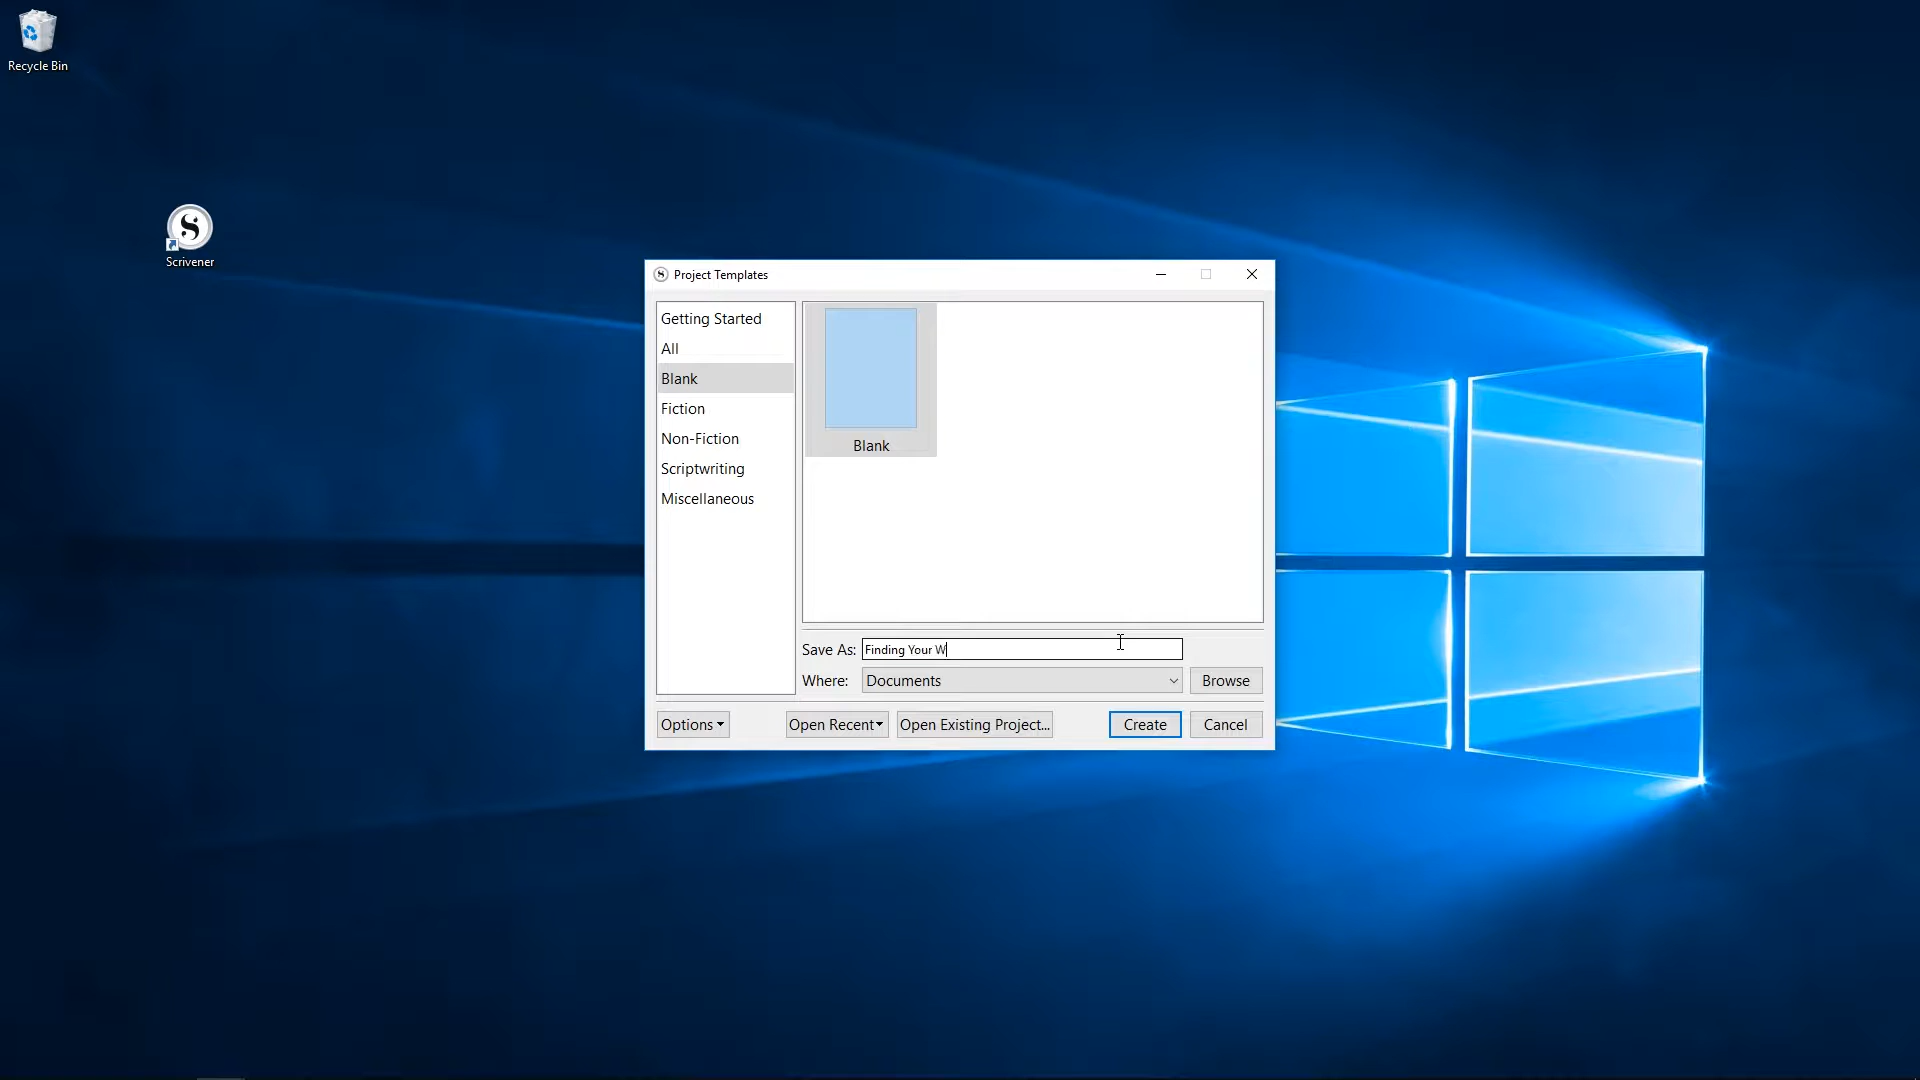 Recycle Bin
Scrivener
Project Templates
Getting Started
All
Blank
Fiction
Non-Fiction
Scriptwriting
Miscellaneous
Blank
Save As: Finding Your W
Where: Documents Browse
Options Open Recent Open Existing Project... Create Cancel